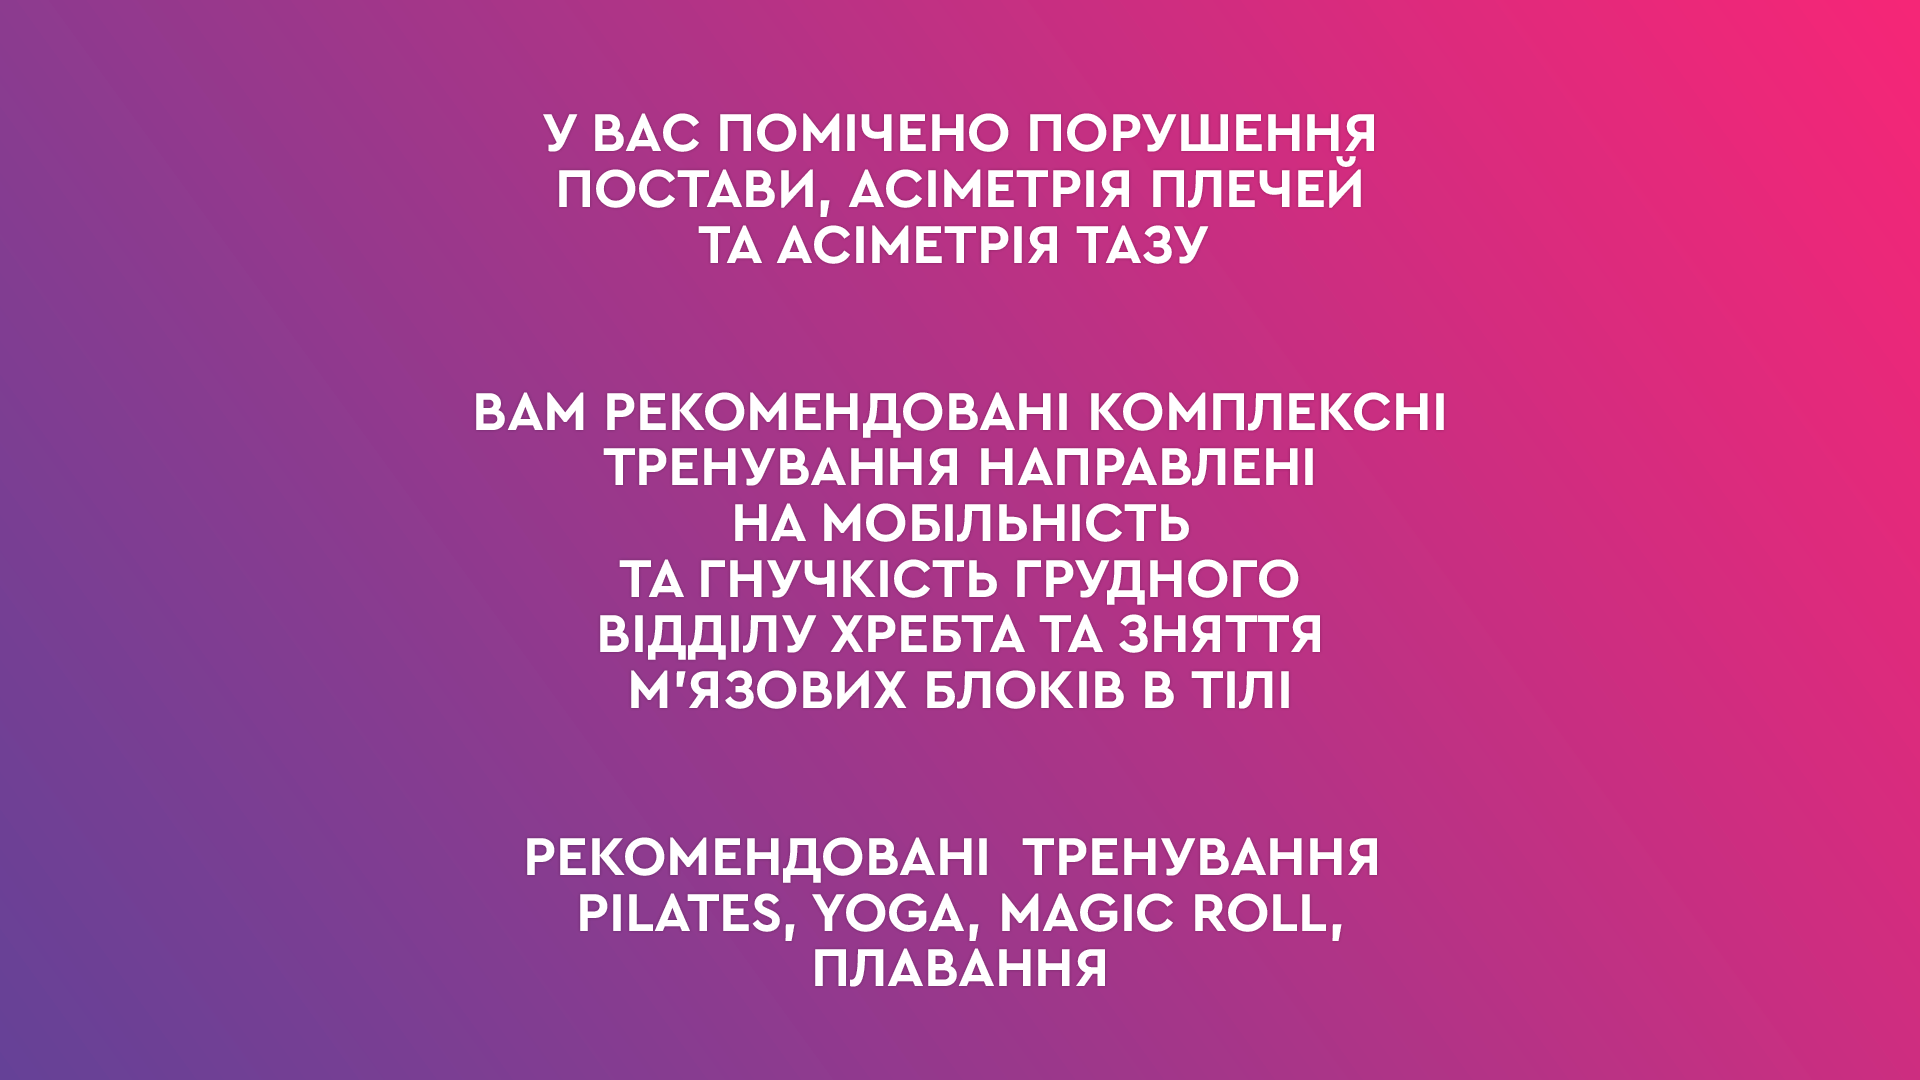 У ВАС ПОМІЧЕНО ПОРУШЕННЯ
ПОСТАВИ, АСІМЕТРІЯ ПЛЕЧЕЙ
ТА АСІМЕТРІЯ ТАЗУ
ВАМ РЕКОМЕНДОВАНІ КОМПЛЕКСНІ
ТРЕНУВАННЯ НАПРАВЛЕНІ
НА МОБІЛЬНІСТЬ
ТА ГНУЧКІСТЬ ГРУДНОГО
ВІДДІЛУ ХРЕБТА ТА ЗНЯТТЯ
М'ЯЗОВИХ БЛОКІВ В ТІЛІ
РЕКОМЕНДОВАНІ  ТРЕНУВАННЯ
PILATES, YOGA, MAGIC ROLL,
ПЛАВАННЯ